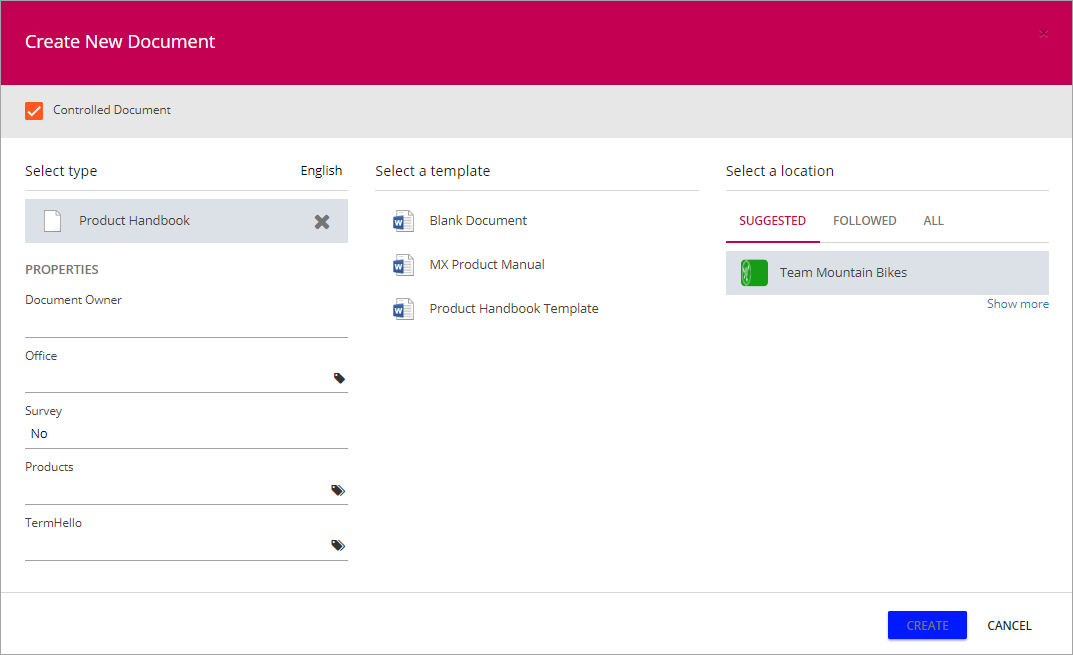 Create New Document
Controlled Document
Select type
English
Product Handbook
PROPERTIES
Document Owner
Office
Survey
No
Products
TermHello
Select a template
Blank Document
MX Product Manual
Product Handbook Template
Select a location
SUGGESTED FOLLOWED ALL
Team Mountain Bikes
Show more
CREATE CANCEL